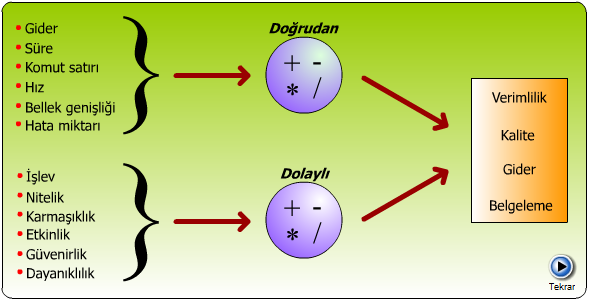 Gider
Süre
Komut satırı
Hız
Bellek genişliği
Hata miktarı
Doğrudan
+ -
* /
İşlev
Nitelik
Karmaşıklık
Etkinlik
Güvenirlik
Dayanıklılık
Dolaylı
+ -
* /
Verimlilik
Kalite
Gider
Belgeleme
Tekrar